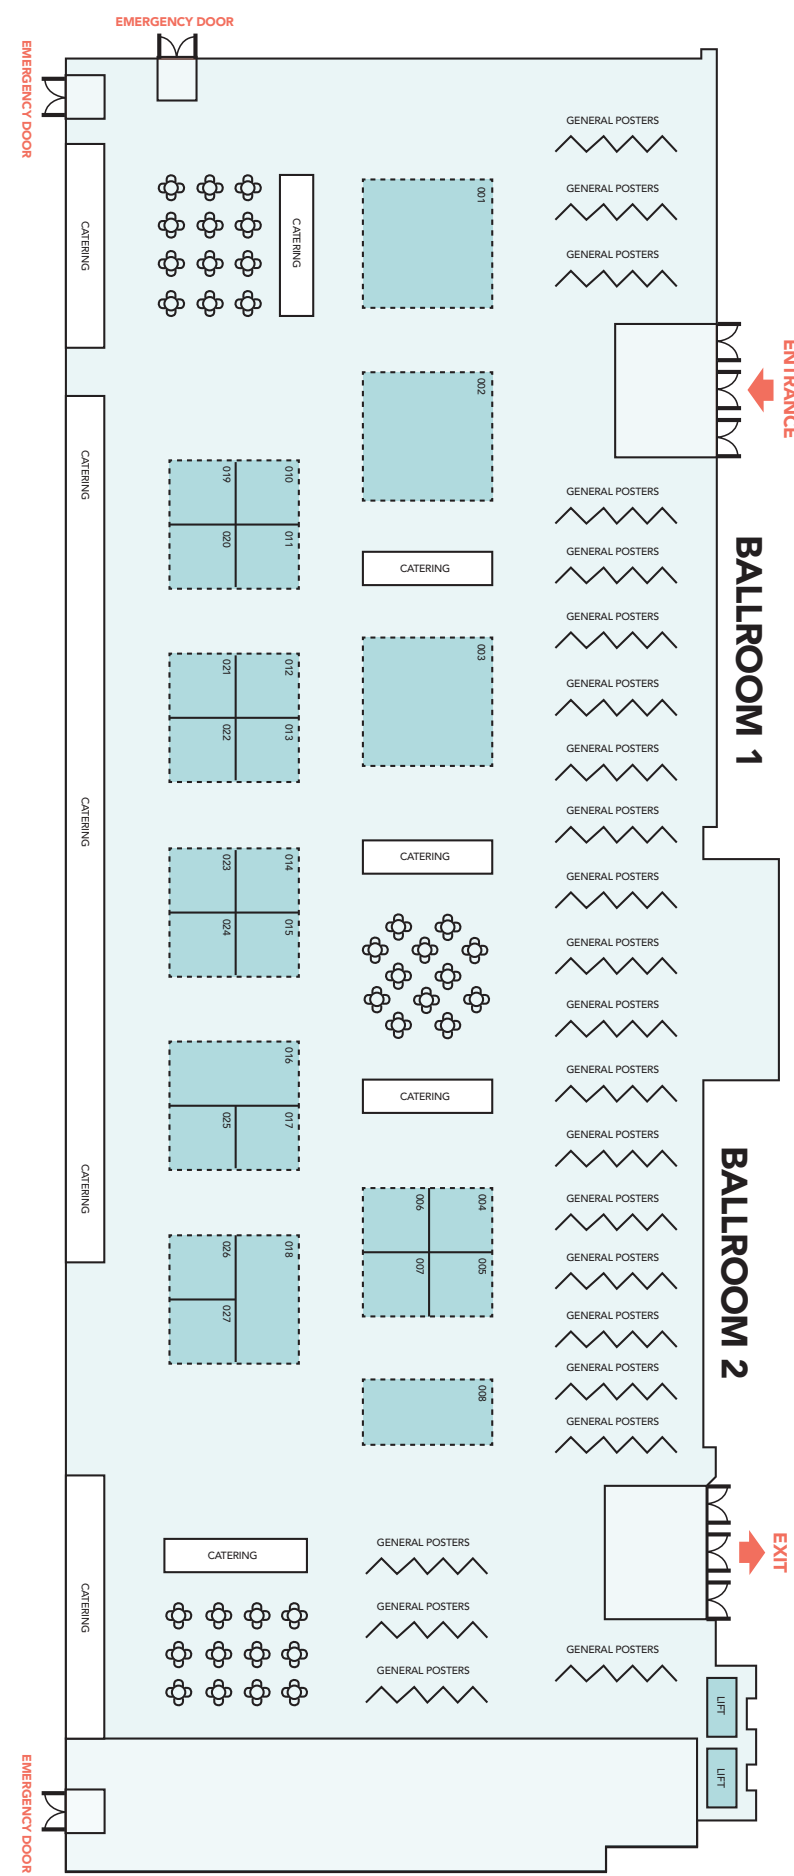 EMERGENCY DOOR
EMERGENCY DOOR
GENERAL POSTERS
CATERING
CATERING
001
GENERAL POSTERS
GENERAL POSTERS
ENTRANCE
002
CATERING
019
010
020
011
GENERAL POSTERS
CATERING
GENERAL POSTERS
BALLROOM 1
GENERAL POSTERS
021
012
022
013
003
GENERAL POSTERS
GENERAL POSTERS
CATERING
GENERAL POSTERS
023
014
024
015
CATERING
GENERAL POSTERS
GENERAL POSTERS
GENERAL POSTERS
016
025
017
CATERING
GENERAL POSTERS
GENERAL POSTERS
CATERING
006
004
007
005
GENERAL POSTERS
BALLROOM 2
026
018
027
GENERAL POSTERS
GENERAL POSTERS
008
GENERAL POSTERS
GENERAL POSTERS
CATERING
CATERING
GENERAL POSTERS
EXIT
GENERAL POSTERS
GENERAL POSTERS
GENERAL POSTERS
LIFT
LIFT
EMERGENCY DOOR